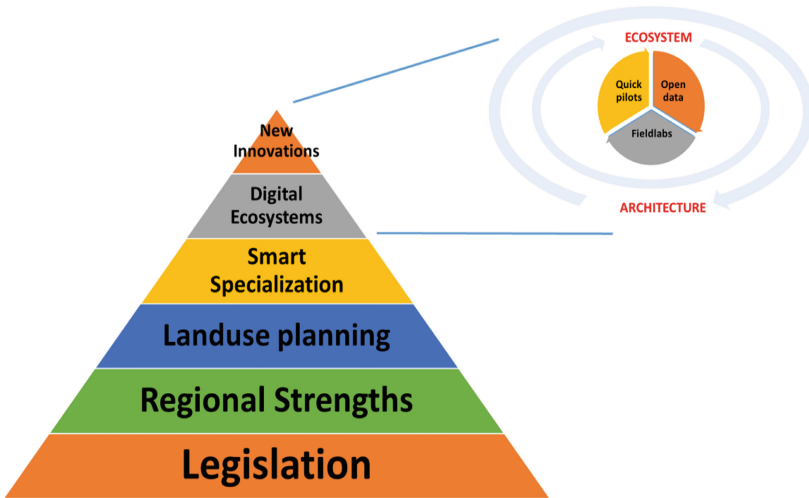 ECOSYSTEM
Quick
pilots
Open
data
Fieldlabs
ARCHITECTURE
New
Innovations
Digital
Ecosystems
Smart
Specialization
Landuse planning
Regional Strengths
Legislation